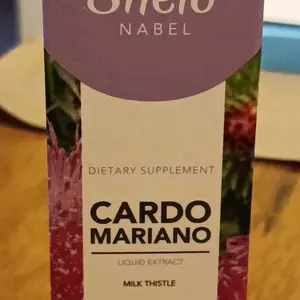 Shelo
NABEL
DIETARY SUPPLEMENT
CARDO
MARIANO
LIQUID EXTRACT
MILK THISTLE